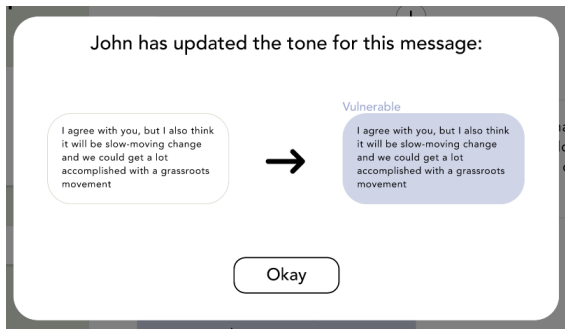 John has updated the tone for this message:
Vulnerable
I agree with you, but I also think
it will be slow-moving change
and we could get a lot
accomplished with a grassroots
movement
I agree with you, but I also think
it will be slow-moving change
and we could get a lot
accomplished with a grassroots
movement
Okay